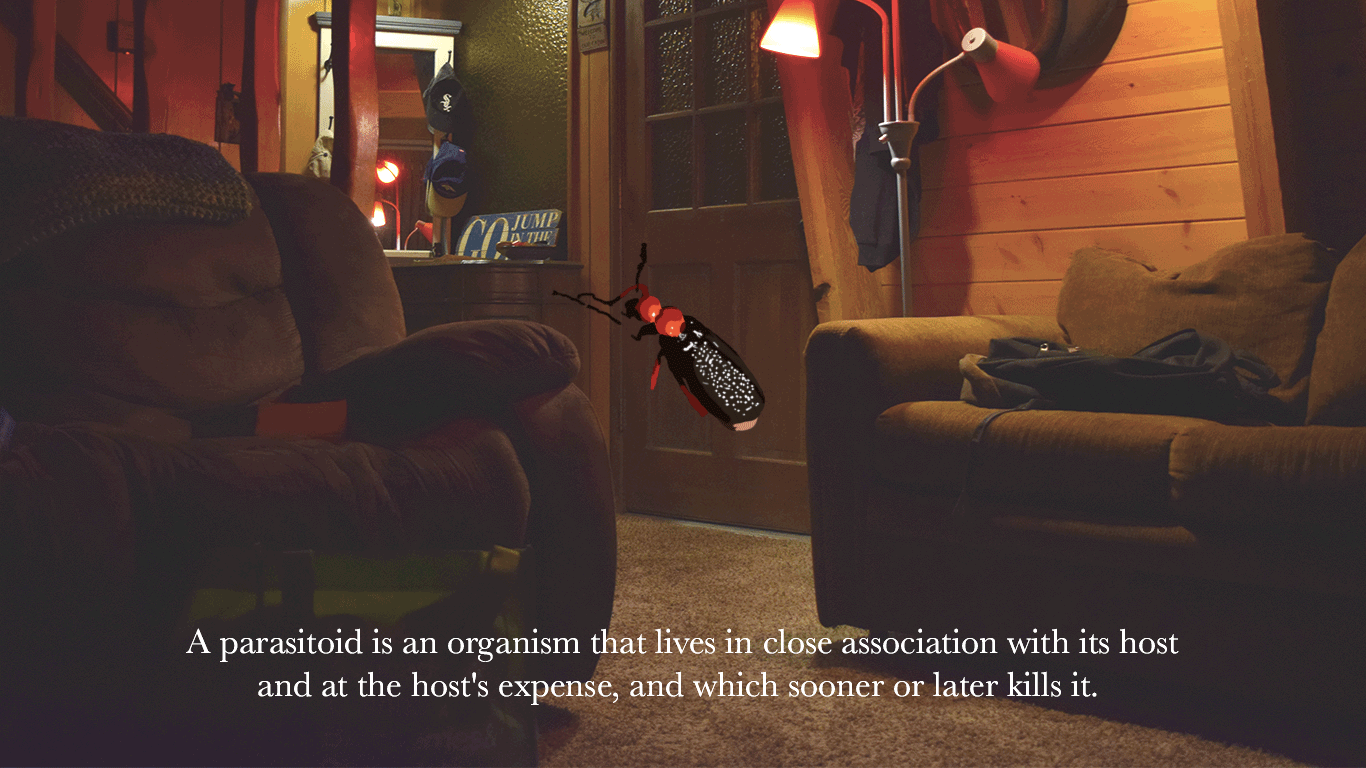 GO JUMP
IN THE
A parasitoid is an organism that lives in close association with its host
and at the host's expense, and which sooner or later kills it.